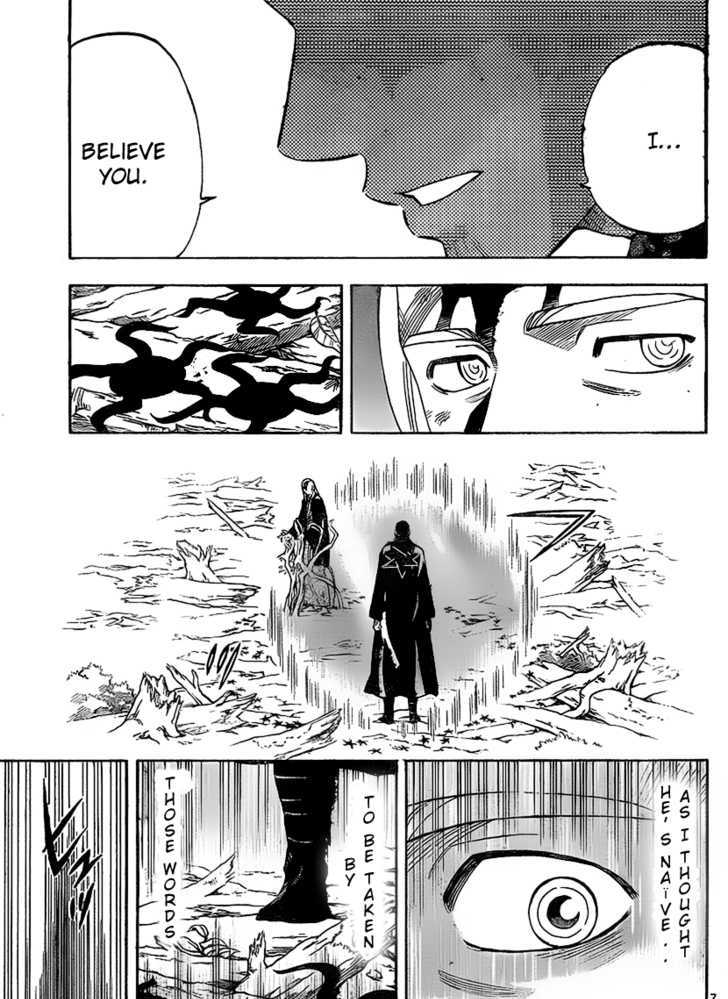 I...
BELIEVE
YOU.
AS I THOUGHT
HE'S NAÏVE..
TO BE TAKEN
BY
THOSE WORDS